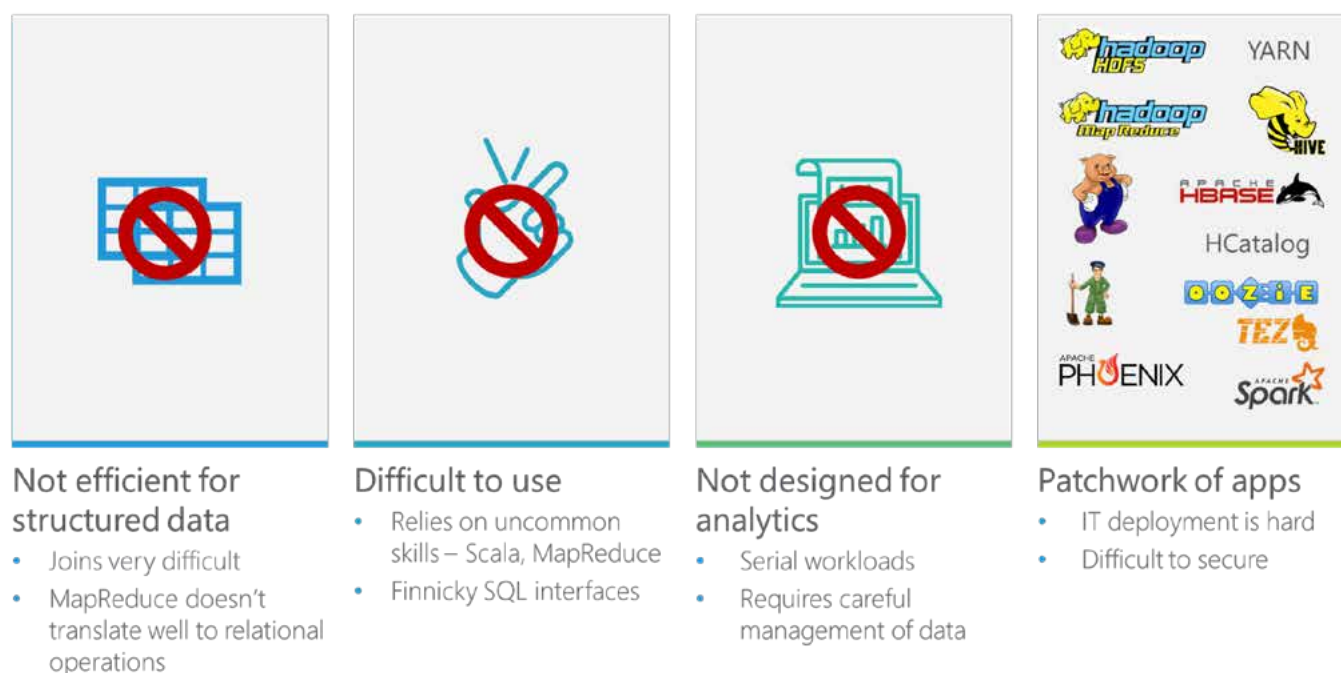 hadoop
HDFS
YARN
hadoop
Map Reduce
HIVE
APACHE
HBASE
HCatalog
OOZIE
TEZ
APACHE
PHOENIX
APACHE
Spark
Not efficient for
structured data
• Joins very difficult
• MapReduce doesn't
translate well to relational
operations
Difficult to use
• Relies on uncommon
skills – Scala, MapReduce
• Finnicky SQL interfaces
Not designed for
analytics
• Serial workloads
• Requires careful
management of data
Patchwork of apps
• IT deployment is hard
• Difficult to secure